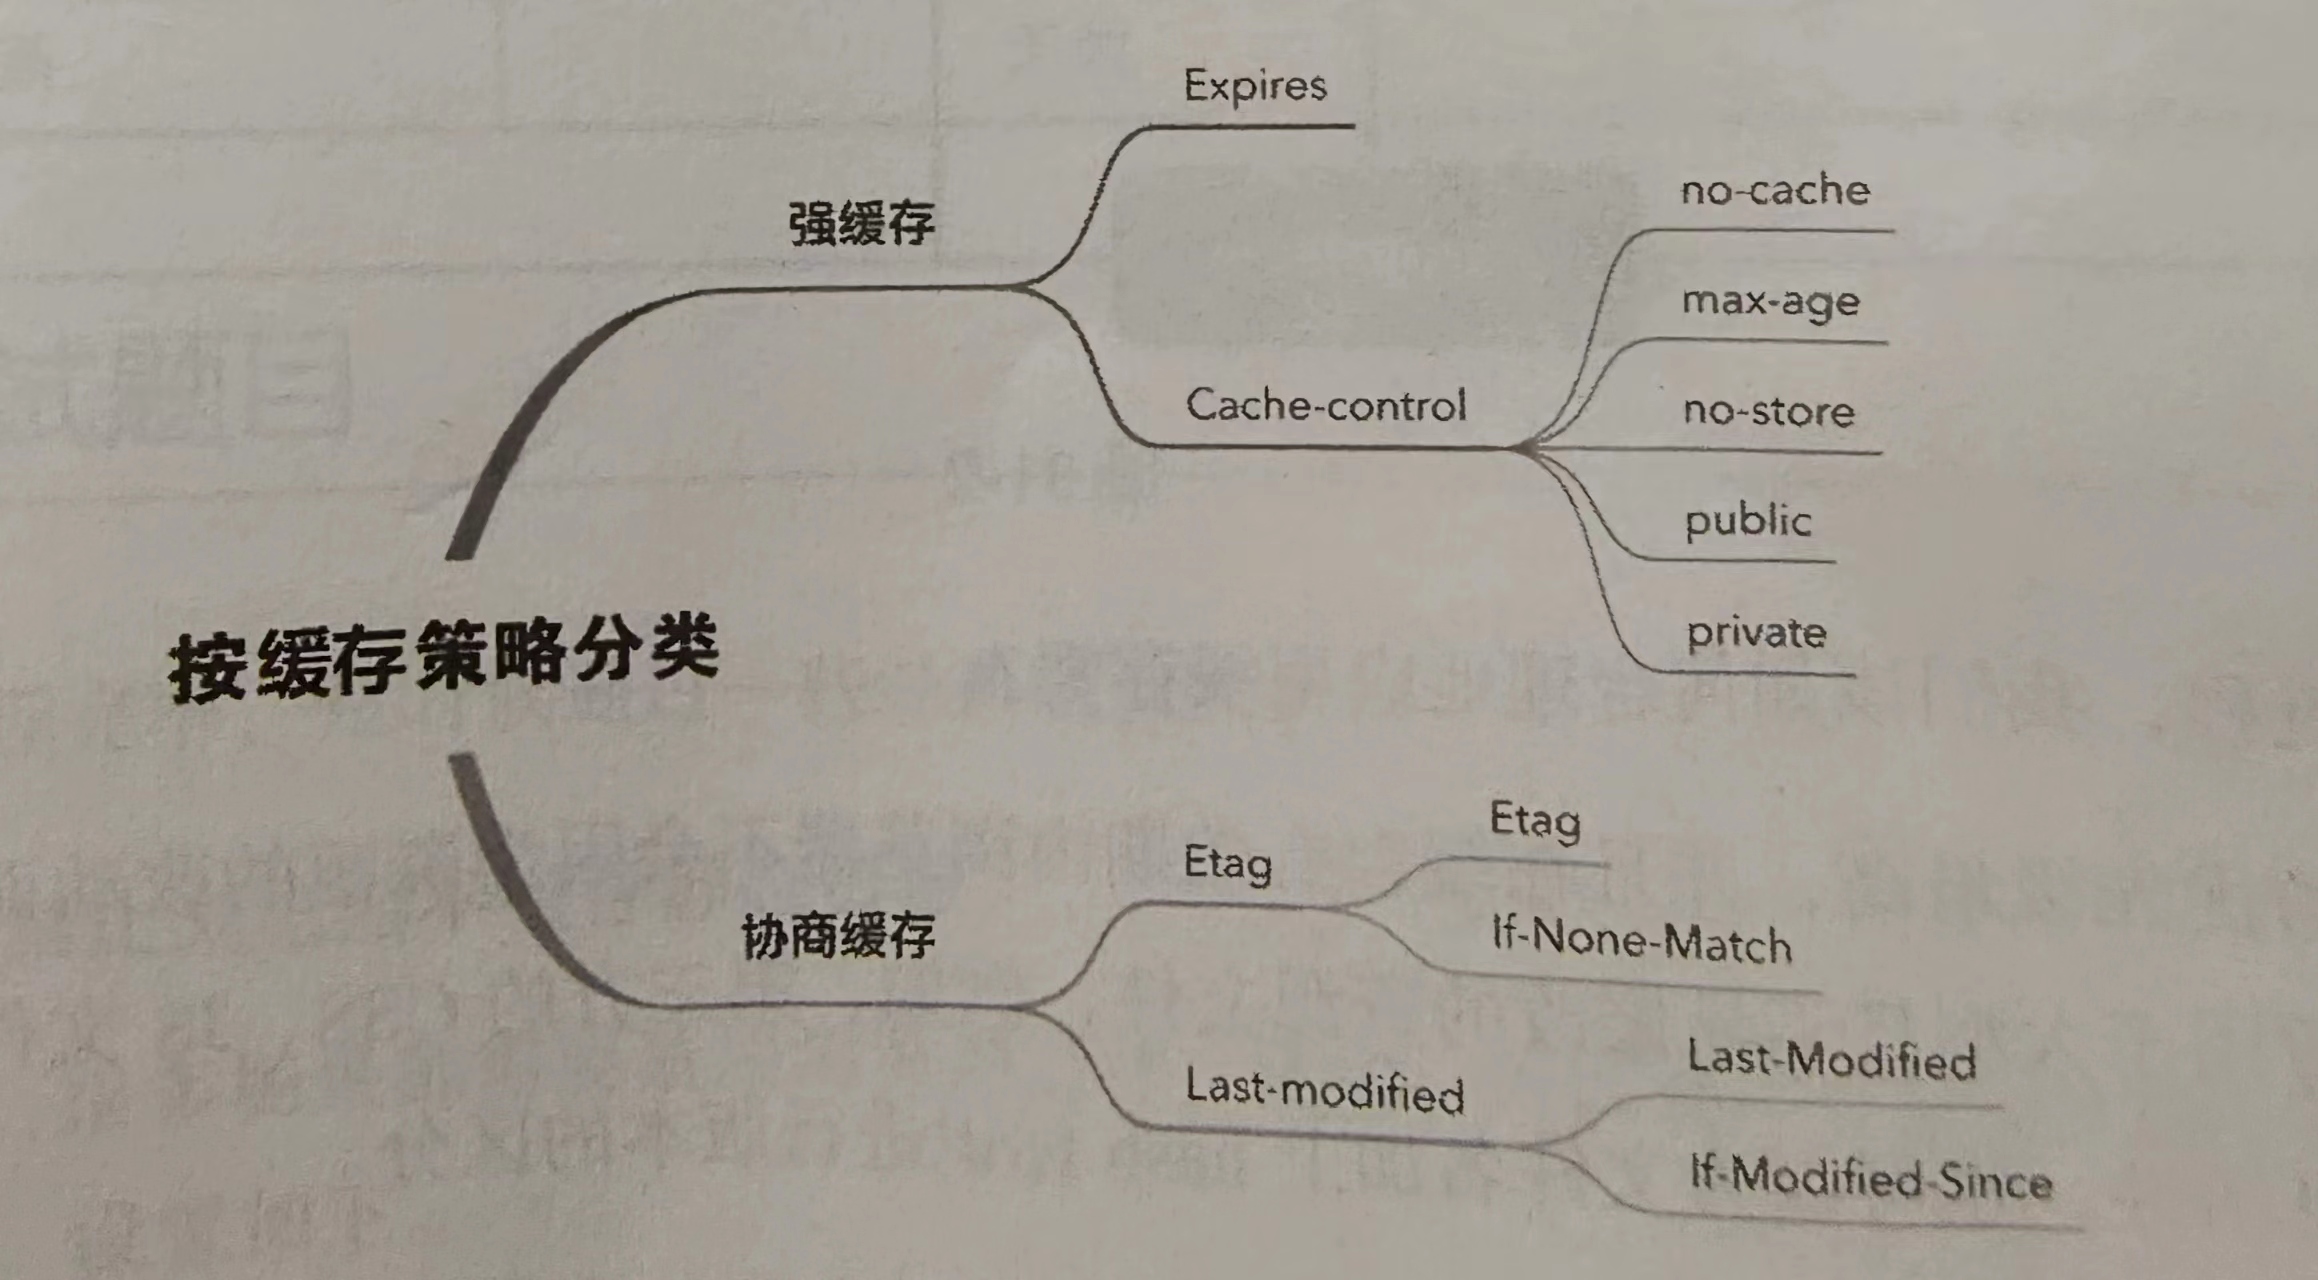 按缓存策略分类
强缓存
Expires
Cache-control
no-cache
max-age
no-store
public
private
协商缓存
Etag
Etag
If-None-Match
Last-modified
Last-Modified
If-Modified-Since